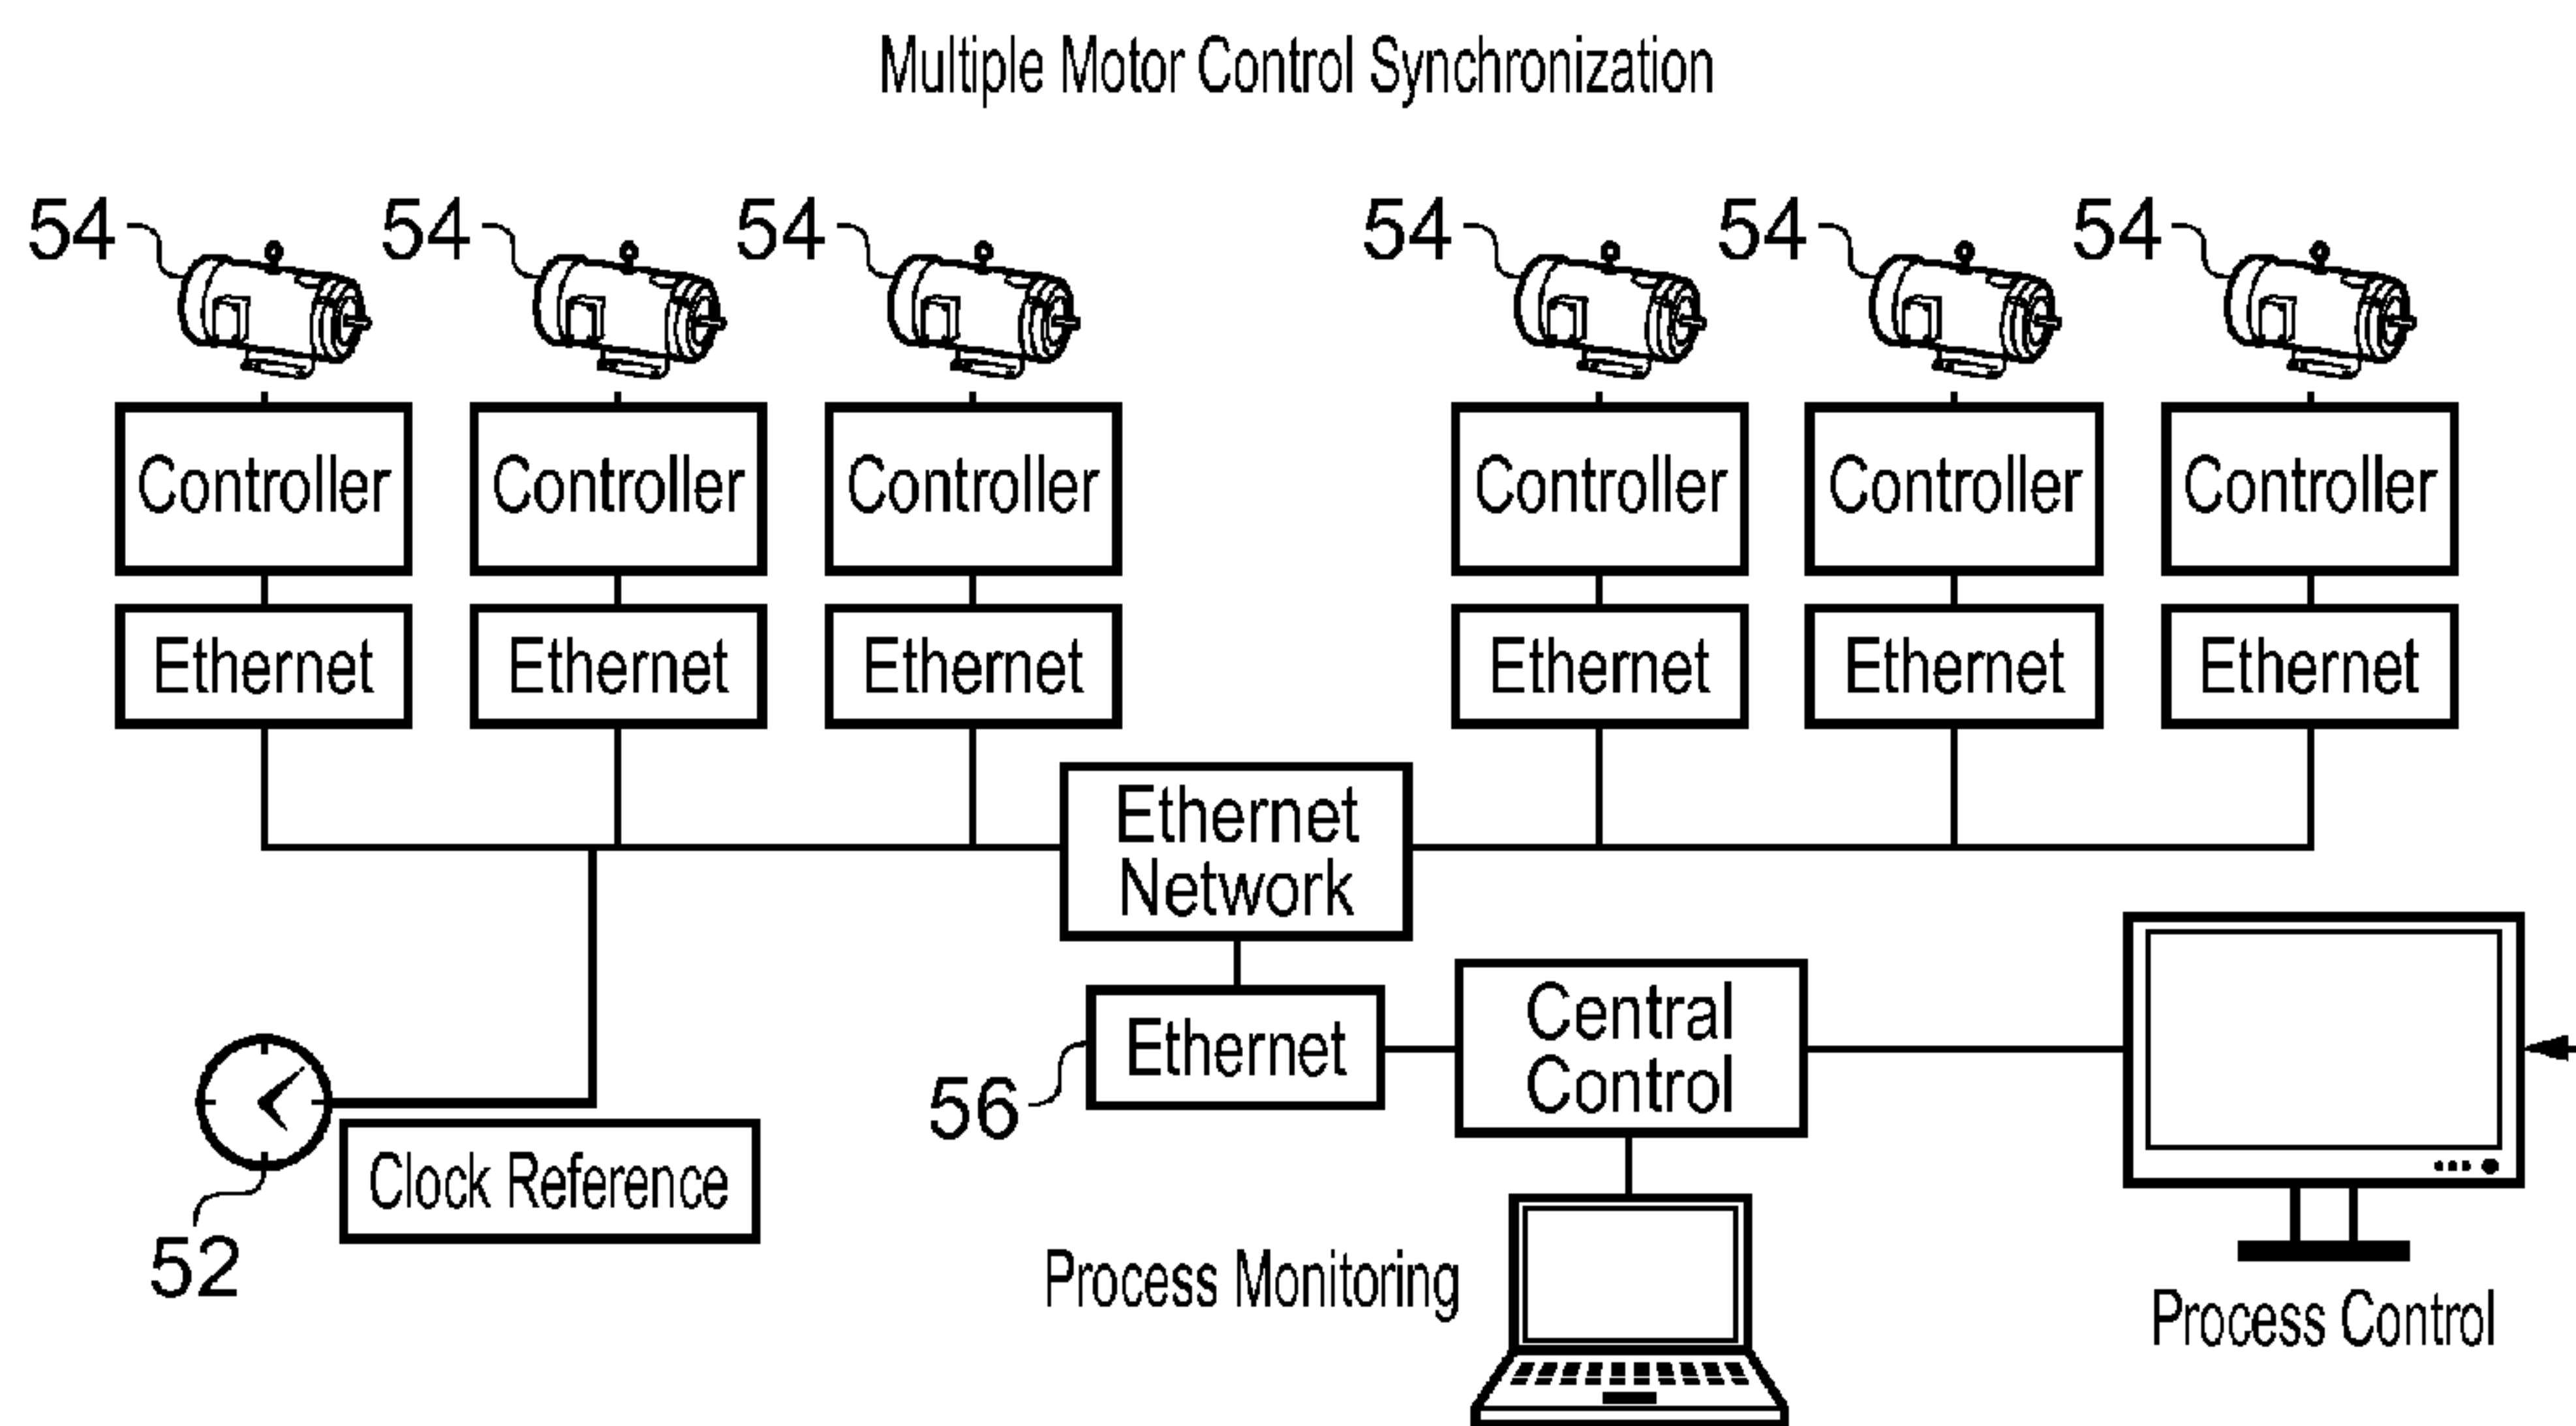 Multiple Motor Control Synchronization
54 54 54 54 54 54
Controller Controller Controller Controller Controller Controller
Ethernet Ethernet Ethernet Ethernet Ethernet Ethernet
Ethernet
Network
Ethernet
56
Central
Control
Clock Reference
52
Process Monitoring
Process Control